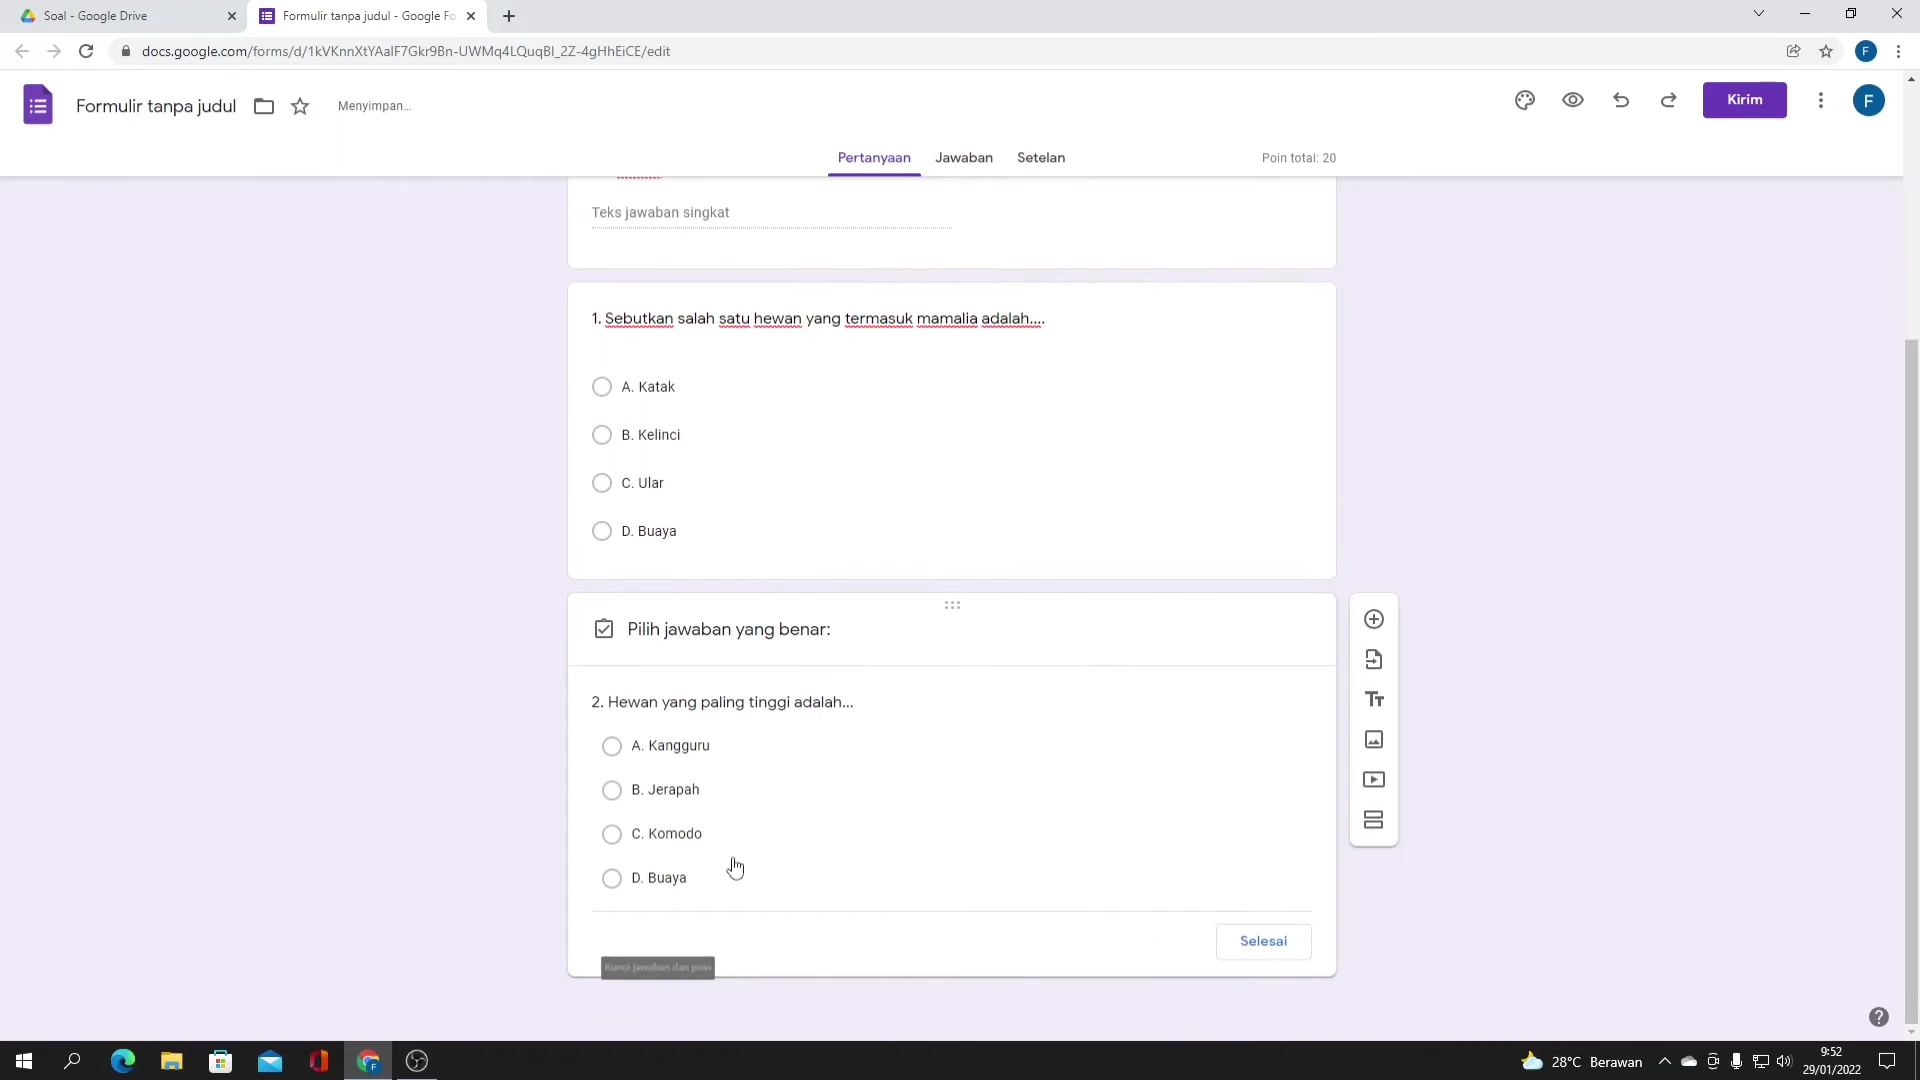 Soal - Google Drive
Formulir tanpa judul - Google Fo
docs.google.com/forms/d/1kVKnnXtYAalF7Gkr9Bn-UWMq4LQuqBl_2Z-4gHhEiCE/edit
F
Formulir tanpa judul
Menyimpan...
Kirim
F
Pertanyaan
Jawaban
Setelan
Poin total: 20
Teks jawaban singkat
1. Sebutkan salah satu hewan yang termasuk mamalia adalah....
A. Katak
B. Kelinci
C. Ular
D. Buaya
Pilih jawaban yang benar:
2. Hewan yang paling tinggi adalah...
A. Kangguru
B. Jerapah
C. Komodo
D. Buaya
Selesai
Kunci jawaban dan poin
28°C Berawan
9:52
29/01/2022